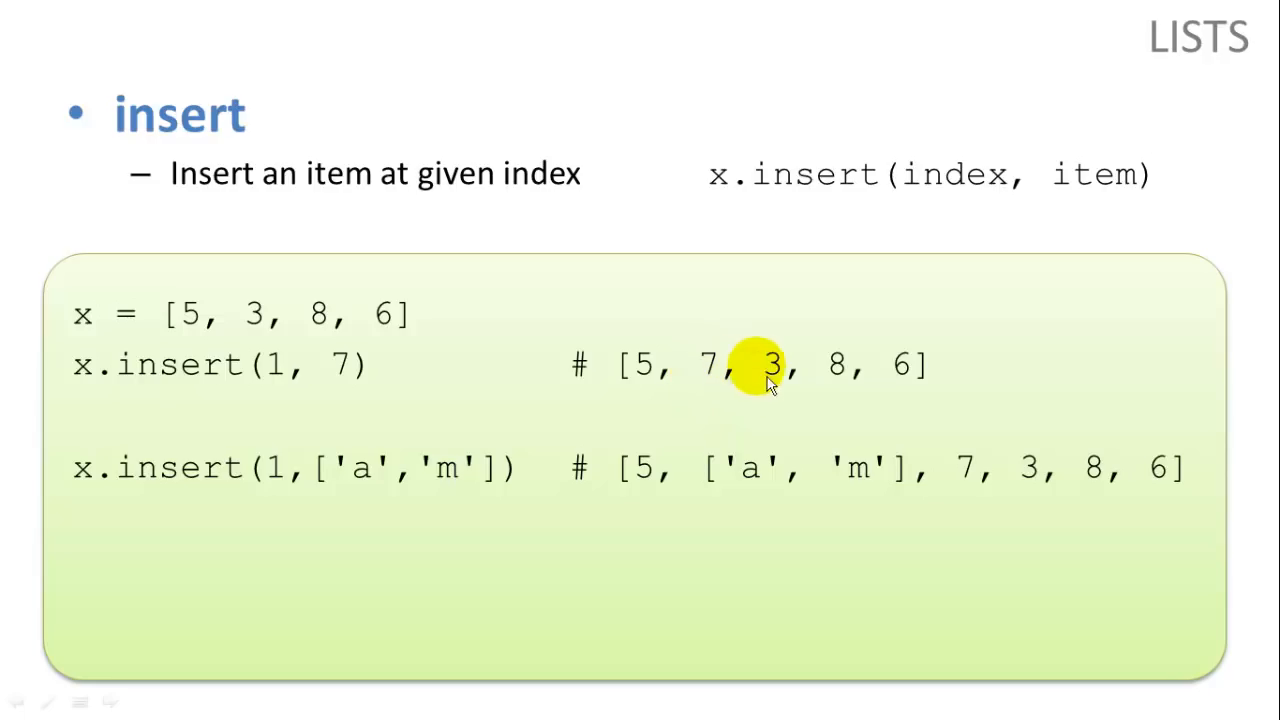 LISTS
• insert
– Insert an item at given index x.insert(index, item)
x = [5, 3, 8, 6]
x.insert(1, 7) # [5, 7, 3, 8, 6]
x.insert(1,['a','m']) # [5, ['a', 'm'], 7, 3, 8, 6]